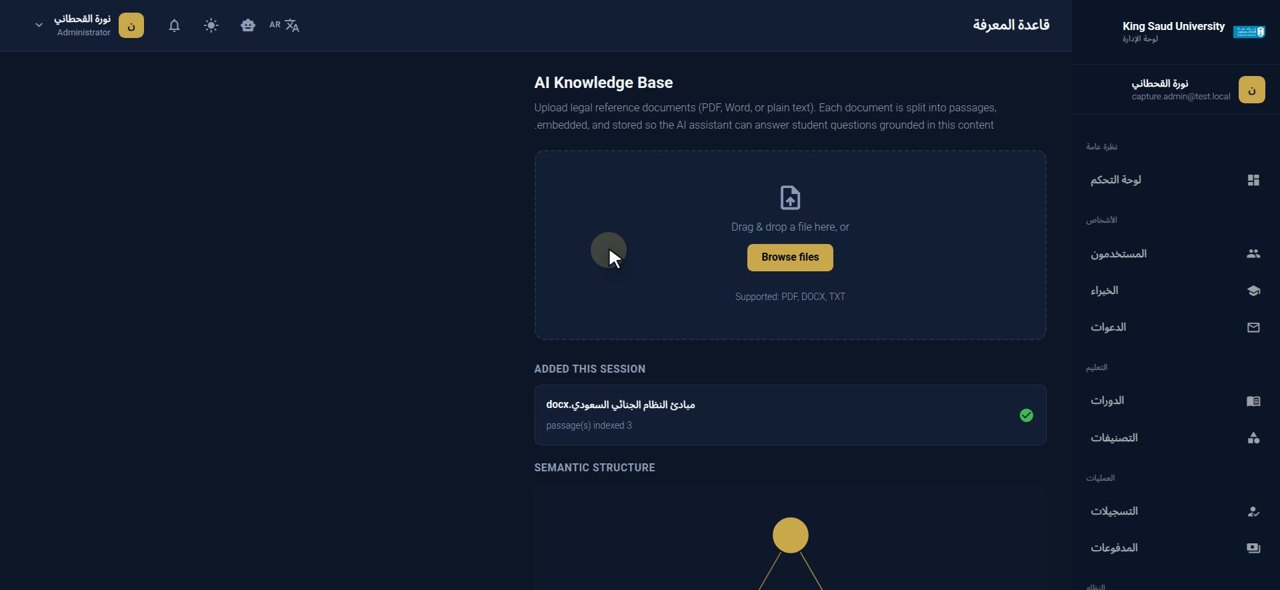 نورة القحطاني
Administrator
ن
AR
قاعدة المعرفة
King Saud University
لوحة الإدارة
نورة القحطاني
capture.admin@test.local
ن
نظرة عامة
لوحة التحكم
الأشخاص
المستخدمون
الخبراء
الدعوات
التعليم
الدورات
التصنيفات
العمليات
التسجيلات
المدفوعات
النظام
AI Knowledge Base
Upload legal reference documents (PDF, Word, or plain text). Each document is split into passages,
.embedded, and stored so the AI assistant can answer student questions grounded in this content
Drag & drop a file here, or
Browse files
Supported: PDF, DOCX, TXT
ADDED THIS SESSION
docx.مبادئ النظام الجنائي السعودي
passage(s) indexed 3
SEMANTIC STRUCTURE